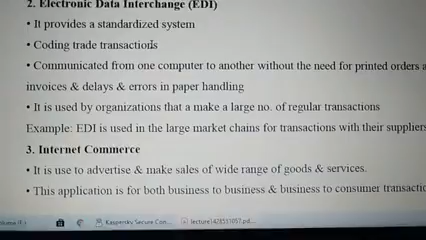 2. Electronic Data Interchange (EDI)
• It provides a standardized system
• Coding trade transactions
• Communicated from one computer to another without the need for printed orders
invoices & delays & errors in paper handling
• It is used by organizations that a make a large no. of regular transactions
Example: EDI is used in the large market chains for transactions with their suppliers
3. Internet Commerce
• It is use to advertise & make sales of wide range of goods & services.
• This application is for both business to business & business to consumer
Kaspersky Secure Con...
lecture1428551057.pd...